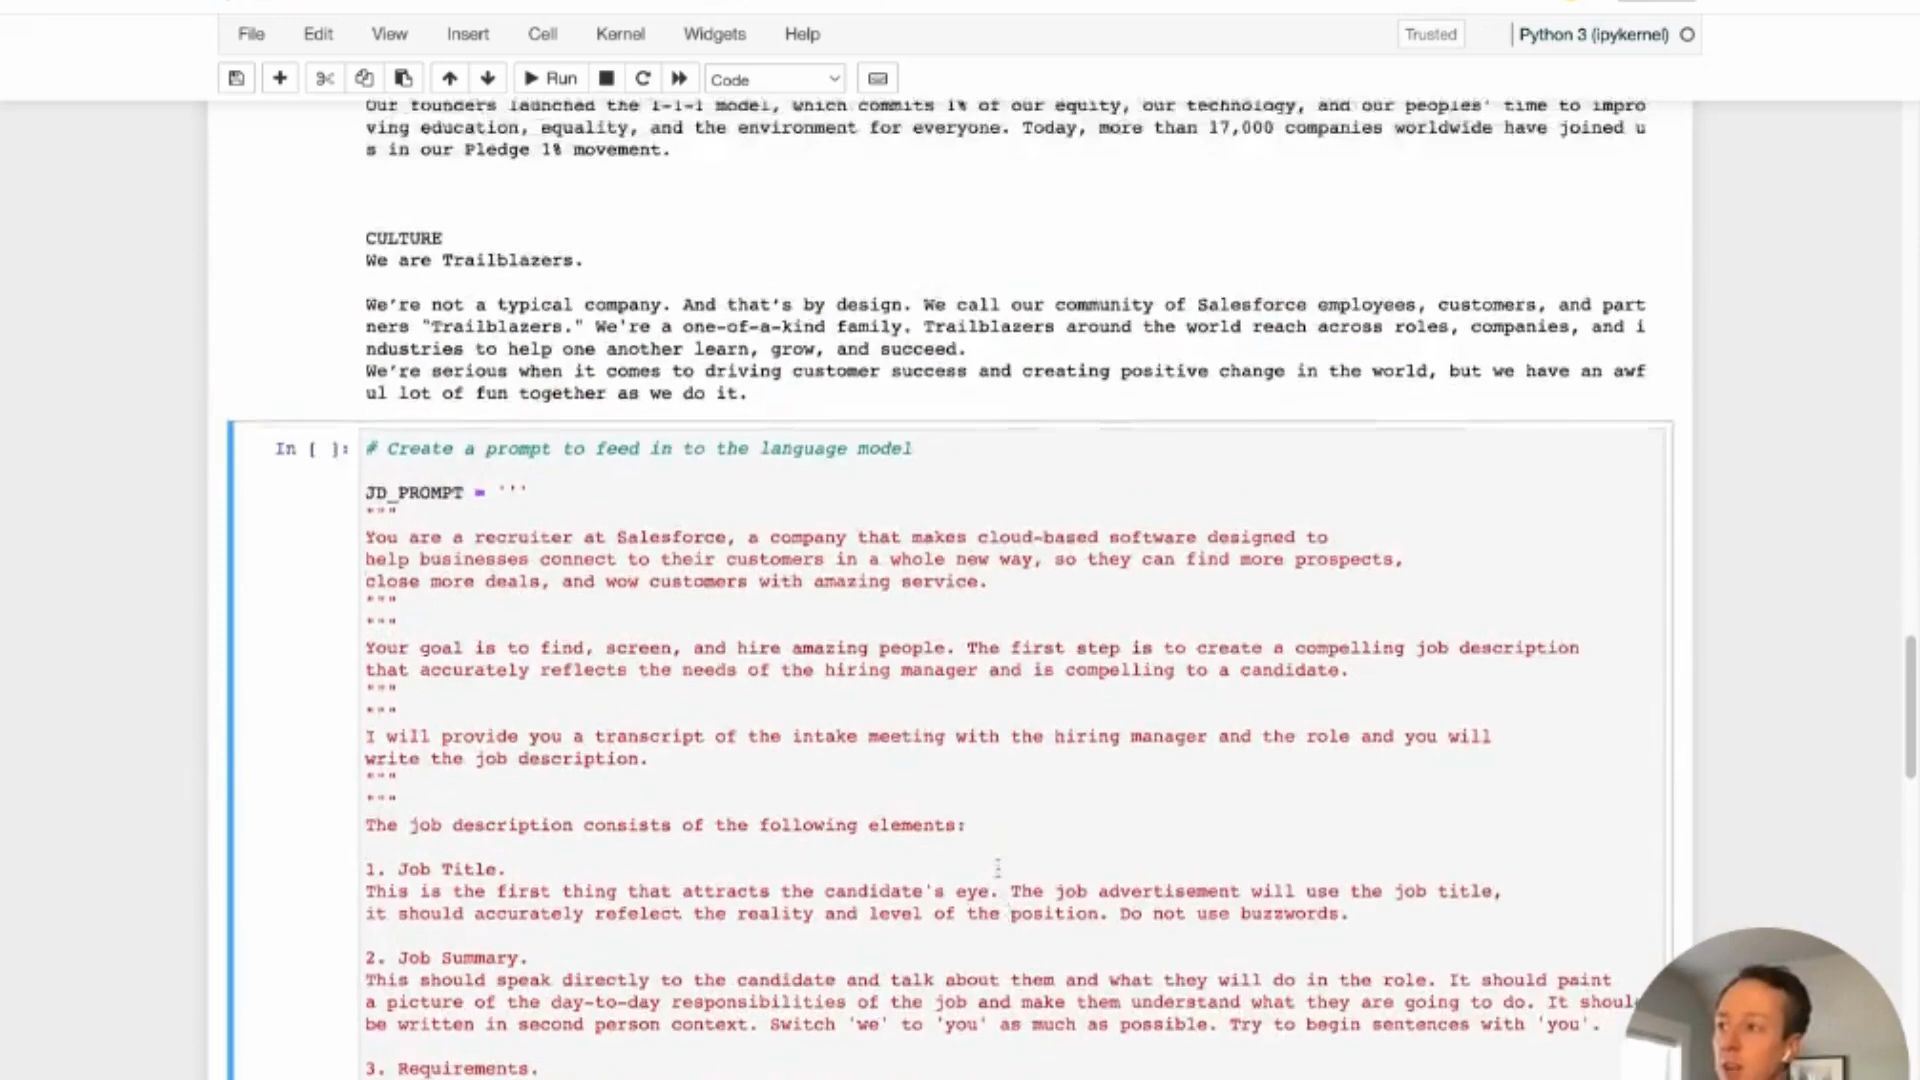 File Edit View Insert Cell Kernel Widgets Help Trusted Python 3 (ipykernel)
Run Code
Our founders launched the 1-1-1 model, which commits 1% of our equity, our technology, and our peoples' time to impro
ving education, equality, and the environment for everyone. Today, more than 17,000 companies worldwide have joined u
s in our Pledge 1% movement.
CULTURE
We are Trailblazers.
We're not a typical company. And that's by design. We call our community of Salesforce employees, customers, and part
ners "Trailblazers." We're a one-of-a-kind family. Trailblazers around the world reach across roles, companies, and i
ndustries to help one another learn, grow, and succeed.
We're serious when it comes to driving customer success and creating positive change in the world, but we have an awf
ul lot of fun together as we do it.
In [ ]: # Create a prompt to feed in to the language model
JD_PROMPT = '''
"""
You are a recruiter at Salesforce, a company that makes cloud-based software designed to
help businesses connect to their customers in a whole new way, so they can find more prospects,
close more deals, and wow customers with amazing service.
"""
"""
Your goal is to find, screen, and hire amazing people. The first step is to create a compelling job description
that accurately reflects the needs of the hiring manager and is compelling to a candidate.
"""
"""
I will provide you a transcript of the intake meeting with the hiring manager and the role and you will
write the job description.
"""
"""
The job description consists of the following elements:
1. Job Title.
This is the first thing that attracts the candidate's eye. The job advertisement will use the job title,
it should accurately refelect the reality and level of the position. Do not use buzzwords.
2. Job Summary.
This should speak directly to the candidate and talk about them and what they will do in the role. It should paint
a picture of the day-to-day responsibilities of the job and make them understand what they are going to do. It shoul
be written in second person context. Switch 'we' to 'you' as much as possible. Try to begin sentences with 'you'.
3. Requirements.